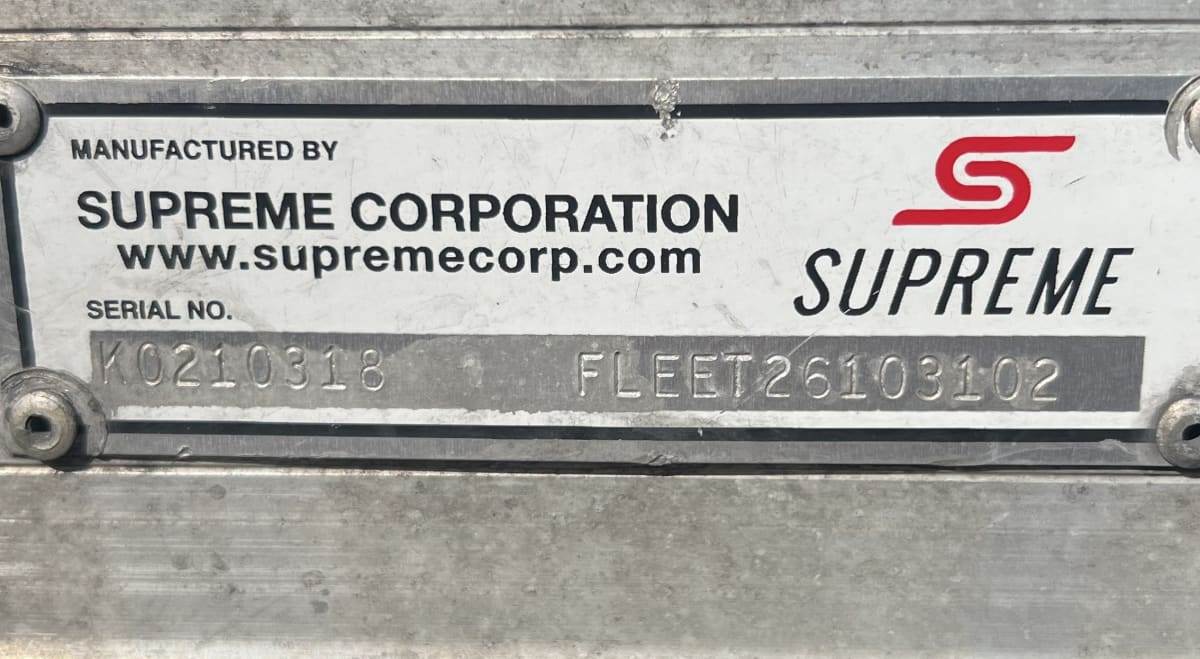 MANUFACTURED BY
SUPREME CORPORATION
www.supremecorp.com
SUPREME
SERIAL NO.
K0210318 FLEET26103102